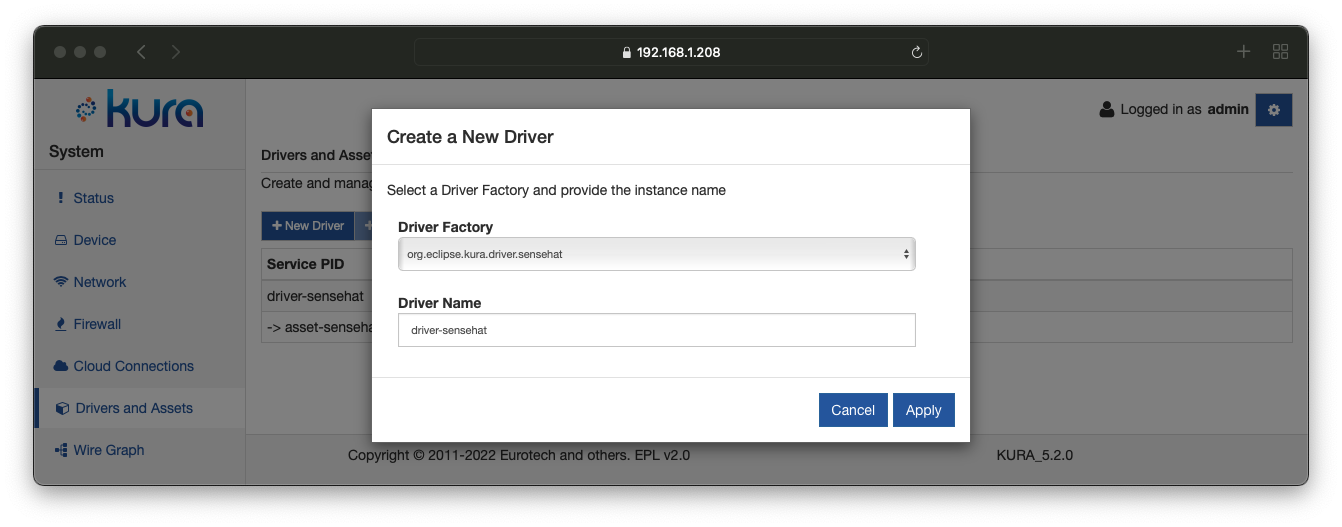 192.168.1.208
kura
Logged in as admin
System
Status
Device
Network
Firewall
Cloud Connections
Drivers and Assets
Wire Graph
Drivers and Asse
Create and manag
+ New Driver
+
Service PID
driver-sensehat
-> asset-senseha
Create a New Driver
Select a Driver Factory and provide the instance name
Driver Factory
org.eclipse.kura.driver.sensehat
Driver Name
driver-sensehat
Cancel
Apply
Copyright © 2011-2022 Eurotech and others. EPL v2.0
KURA_5.2.0